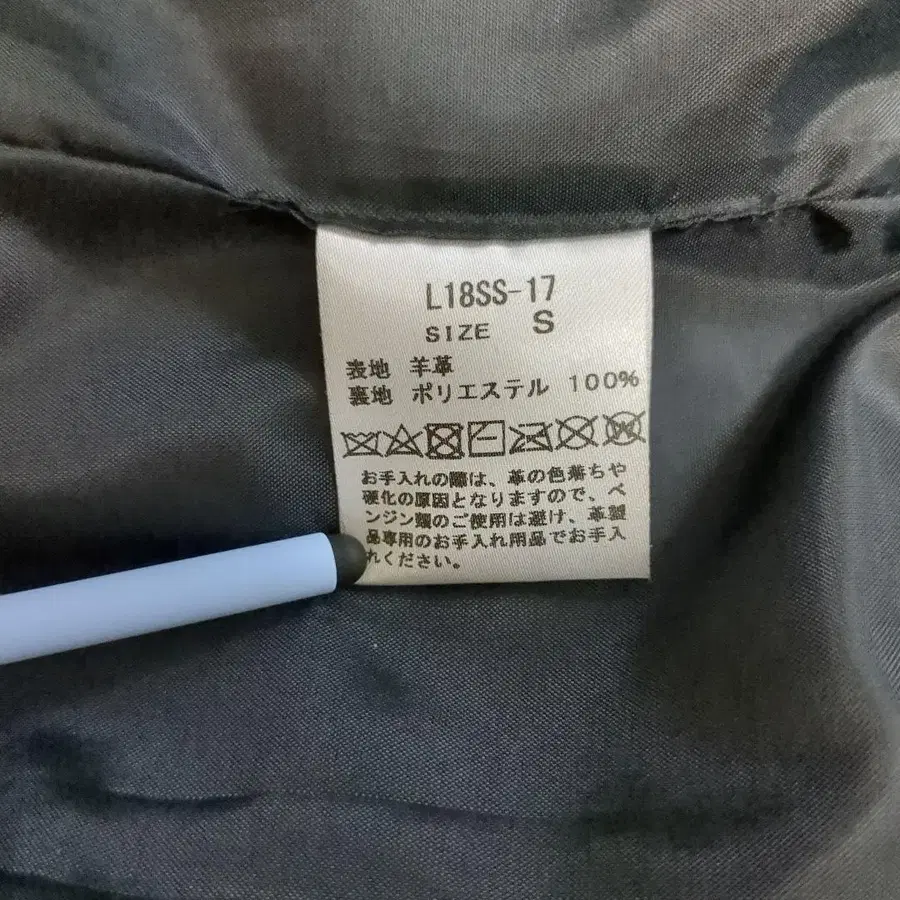 L18SS-17
SIZE S
表地 羊革
裏地 ポリエステル 100%
お手入れの際は、革の色落ちや
硬化の原因となりますので、ベ
ンジン類のご使用は避け、革製
品専用のお手入れ用品でお手入
れください。